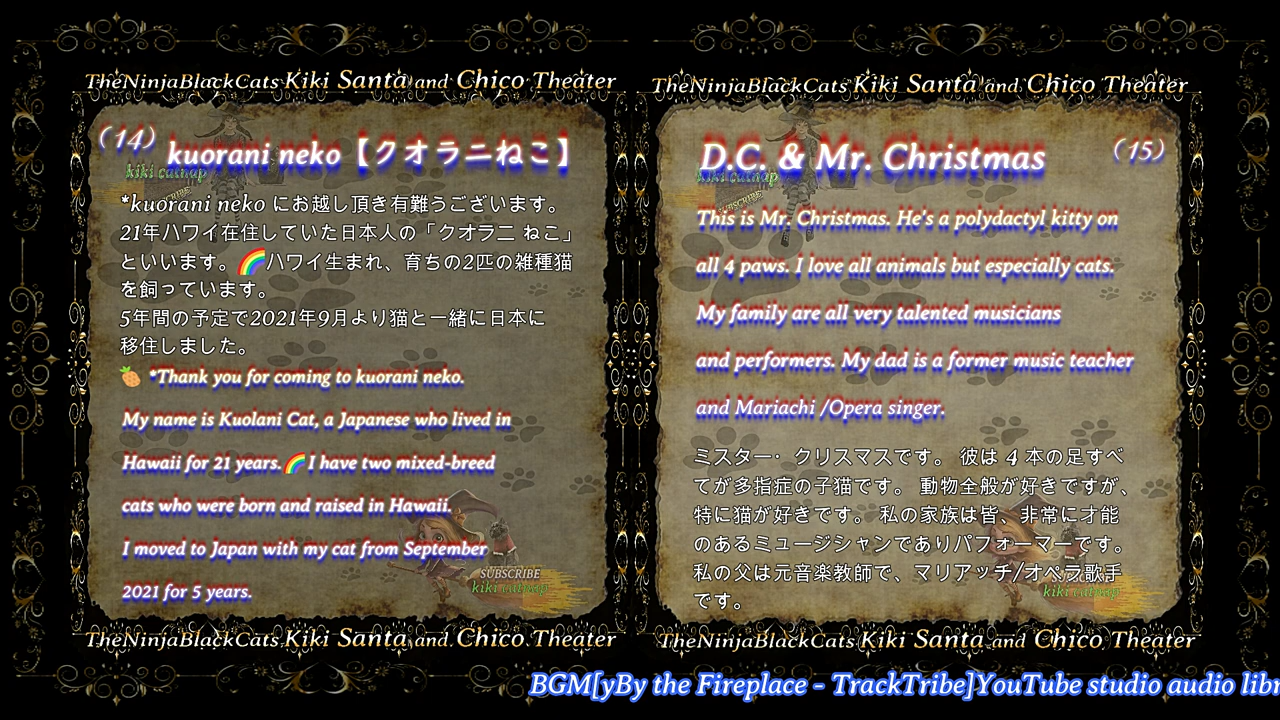 TheNinjaBlackCats Kiki Santa and Chico Theater
(14) kuorani neko【クオラニねこ】
kiki catnap
*kuorani neko にお越し頂き有難うございます。
21年ハワイ在住していた日本人の「クオラニ ねこ」
といいます。🌈ハワイ生まれ、育ちの2匹の雑種猫
を飼っています。
5年間の予定で2021年9月より猫と一緒に日本に
移住しました。
🍍 *Thank you for coming to kuorani neko.
My name is Kuolani Cat, a Japanese who lived in
Hawaii for 21 years.🌈I have two mixed-breed
cats who were born and raised in Hawaii.
I moved to Japan with my cat from September
2021 for 5 years.
SUBSCRIBE
kiki catnap
TheNinjaBlackCats Kiki Santa and Chico Theater
TheNinjaBlackCats Kiki Santa and Chico Theater
D.C. & Mr. Christmas (15)
kiki catnap
SUBSCRIBE
This is Mr. Christmas. He's a polydactyl kitty on
all 4 paws. I love all animals but especially cats.
My family are all very talented musicians
and performers. My dad is a former music teacher
and Mariachi /Opera singer.
ミスター・ クリスマスです。 彼は 4 本の足すべ
てが多指症の子猫です。 動物全般が好きですが、
特に猫が好きです。 私の家族は皆、非常に才能
のあるミュージシャンでありパフォーマーです。
私の父は元音楽教師で、マリアッチ/オペラ歌手
です。
kiki catnap
TheNinjaBlackCats Kiki Santa and Chico Theater
BGM[yBy the Fireplace - TrackTribe]YouTube studio audio libr